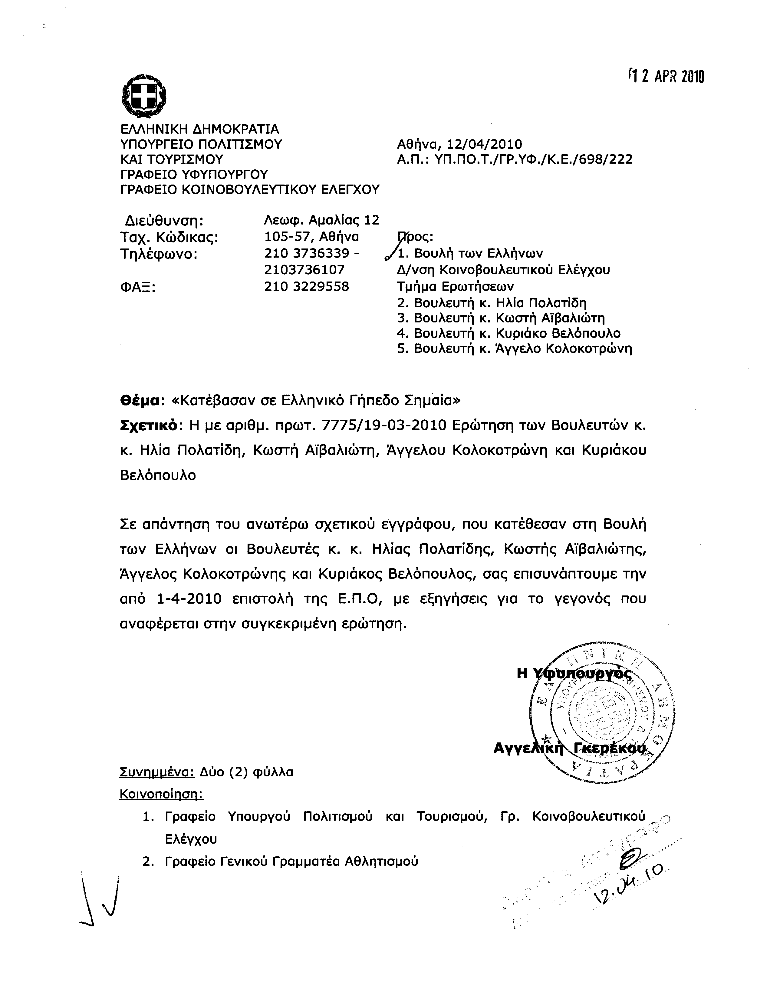 12 APR 2010
ΕΛΛΗΝΙΚΗ ΔΗΜΟΚΡΑΤΙΑ
ΥΠΟΥΡΓΕΙΟ ΠΟΛΙΤΙΣΜΟΥ
ΚΑΙ ΤΟΥΡΙΣΜΟΥ
ΓΡΑΦΕΙΟ ΥΦΥΠΟΥΡΓΟΥ
ΓΡΑΦΕΙΟ ΚΟΙΝΟΒΟΥΛΕΥΤΙΚΟΥ ΕΛΕΓΧΟΥ
Αθήνα, 12/04/2010
Α.Π.: ΥΠ.ΠΟ.Τ./ΓΡ.ΥΦ./Κ.Ε./698/222
Διεύθυνση: Λεωφ. Αμαλίας 12
Ταχ. Κώδικας: 105-57, Αθήνα
Τηλέφωνο: 210 3736339 -
2103736107
ΦΑΞ: 210 3229558
Προς:
1. Βουλή των Ελλήνων
Δ/νση Κοινοβουλευτικού Ελέγχου
Τμήμα Ερωτήσεων
2. Βουλευτή κ. Ηλία Πολατίδη
3. Βουλευτή κ. Κωστή Αϊβαλιώτη
4. Βουλευτή κ. Κυριάκο Βελόπουλο
5. Βουλευτή κ. Άγγελο Κολοκοτρώνη
Θέμα: «Κατέβασαν σε Ελληνικό Γήπεδο Σημαία»
Σχετικό: Η με αριθμ. πρωτ. 7775/19-03-2010 Ερώτηση των Βουλευτών κ.
κ. Ηλία Πολατίδη, Κωστή Αϊβαλιώτη, Άγγελου Κολοκοτρώνη και Κυριάκου
Βελόπουλο
Σε απάντηση του ανωτέρω σχετικού εγγράφου, που κατέθεσαν στη Βουλή
των Ελλήνων οι Βουλευτές κ. κ. Ηλίας Πολατίδης, Κωστής Αϊβαλιώτης,
Άγγελος Κολοκοτρώνης και Κυριάκος Βελόπουλος, σας επισυνάπτουμε την
από 1-4-2010 επιστολή της Ε.Π.Ο, με εξηγήσεις για το γεγονός που
αναφέρεται στην συγκεκριμένη ερώτηση.
Η Υφυπουργός
ΕΛΛΗΝΙΚΗ ΔΗΜΟΚΡΑΤΙΑ
ΥΠΟΥΡΓΕΙΟ ΠΟΛΙΤΙΣΜΟΥ &
Αγγελική Γκερέκου
Συνημμένα: Δύο (2) φύλλα
Κοινοποίηση:
1. Γραφείο Υπουργού Πολιτισμού και Τουρισμού, Γρ. Κοινοβουλευτικού
Ελέγχου
2. Γραφείο Γενικού Γραμματέα Αθλητισμού
Ακριβές Αντίγραφο
12.04.10